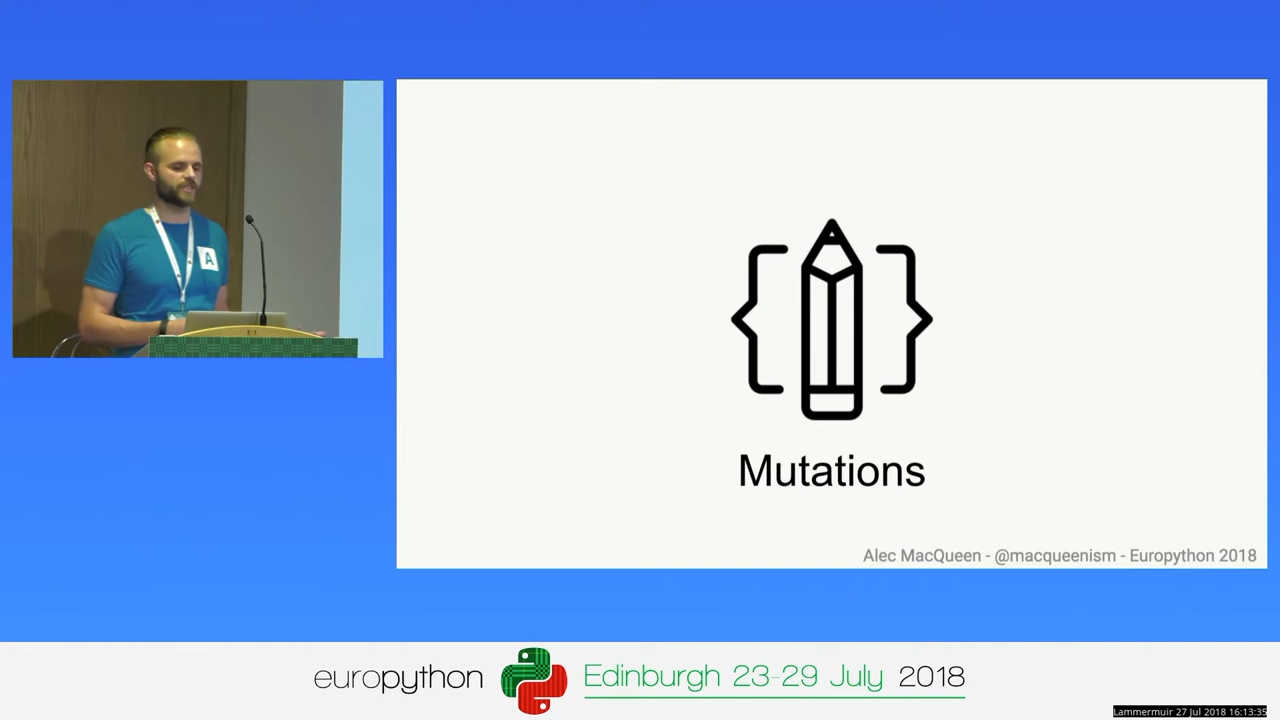 A
Mutations
Alec MacQueen - @macqueenism - Europython 2018
europython Edinburgh 23-29 July 2018
Lammermuir 27 Jul 2018 16:13:35